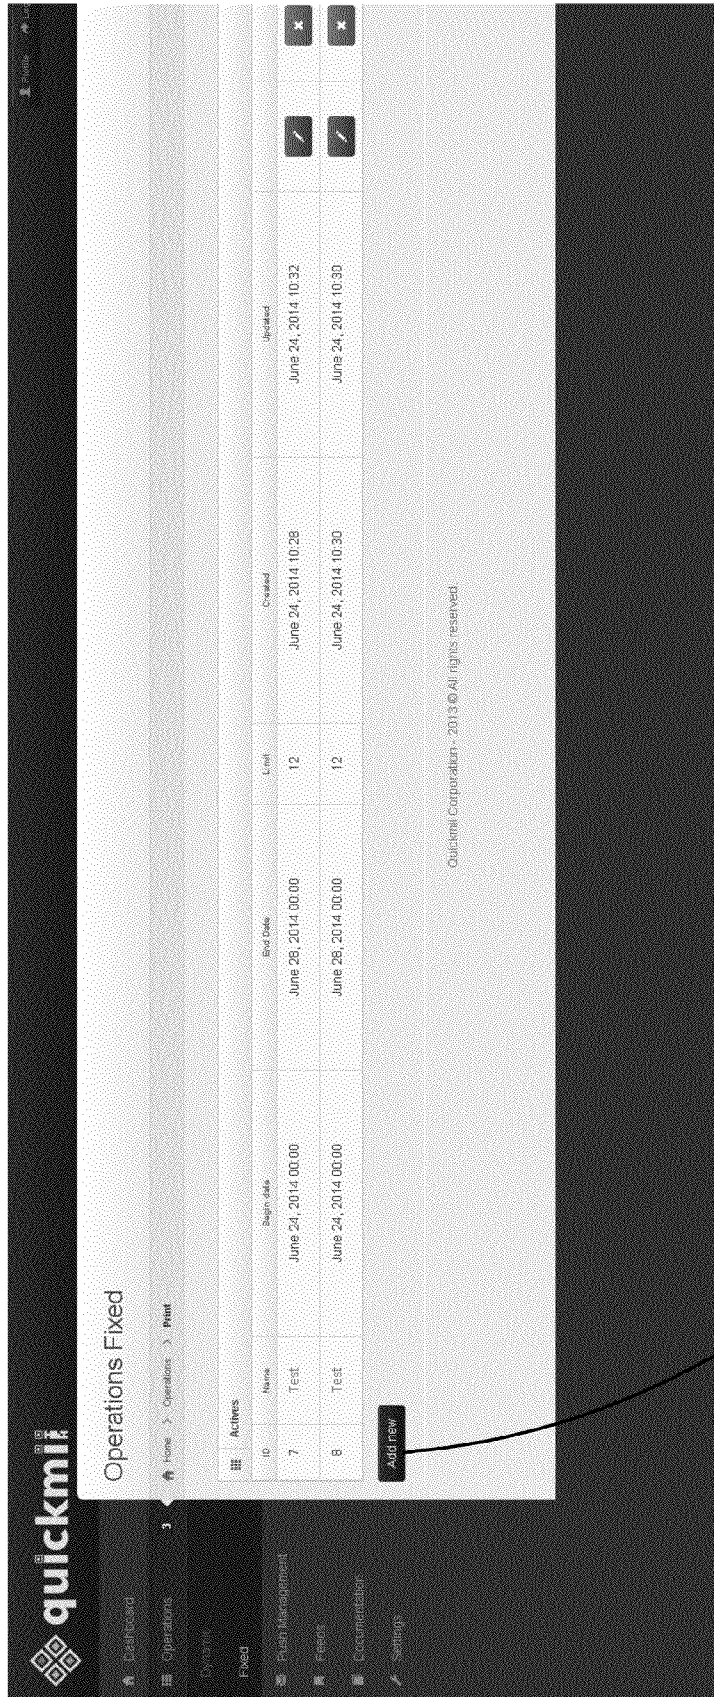 quickmill
Profile
Dashboard
Operations 3
Dynamic
Fixed
Push Management
Feeds
Documentation
Settings
Operations Fixed
Home > Operations > Print
Actives
ID Name Begin date End Date Limit Created Updated
7 Test June 24, 2014 00:00 June 28, 2014 00:00 12 June 24, 2014 10:28 June 24, 2014 10:32
8 Test June 24, 2014 00:00 June 28, 2014 00:00 12 June 24, 2014 10:30 June 24, 2014 10:30
Add new
Quickmil Corporation - 2013 © All rights reserved